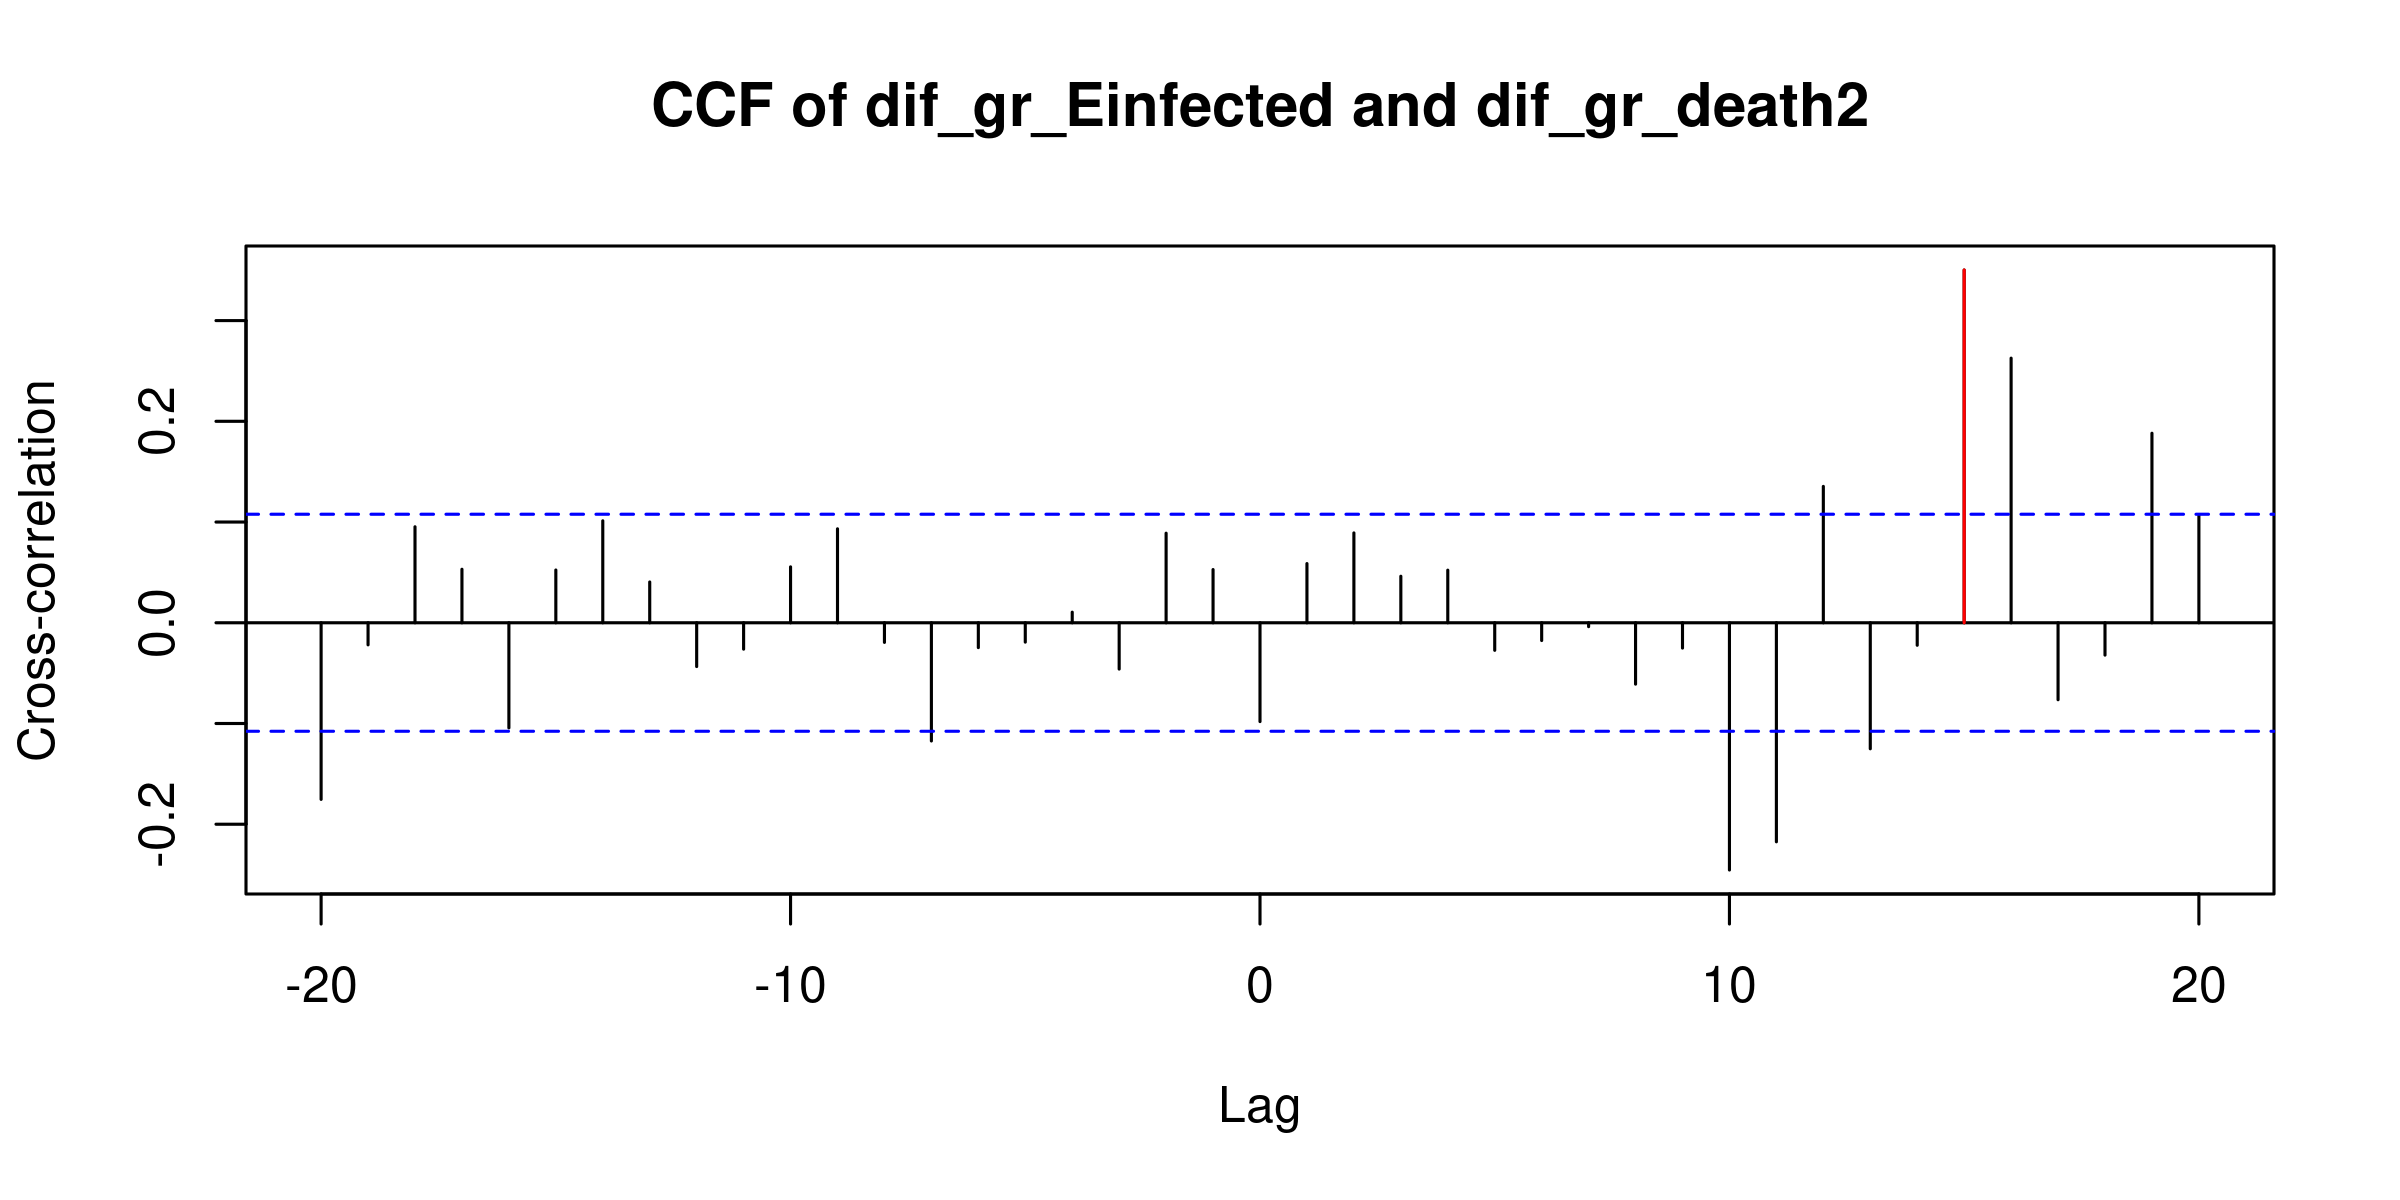 CCF of dif_gr_Einfected and dif_gr_death2
Cross-correlation
0.2
0.0
-0.2
-20 -10 0 10 20
Lag